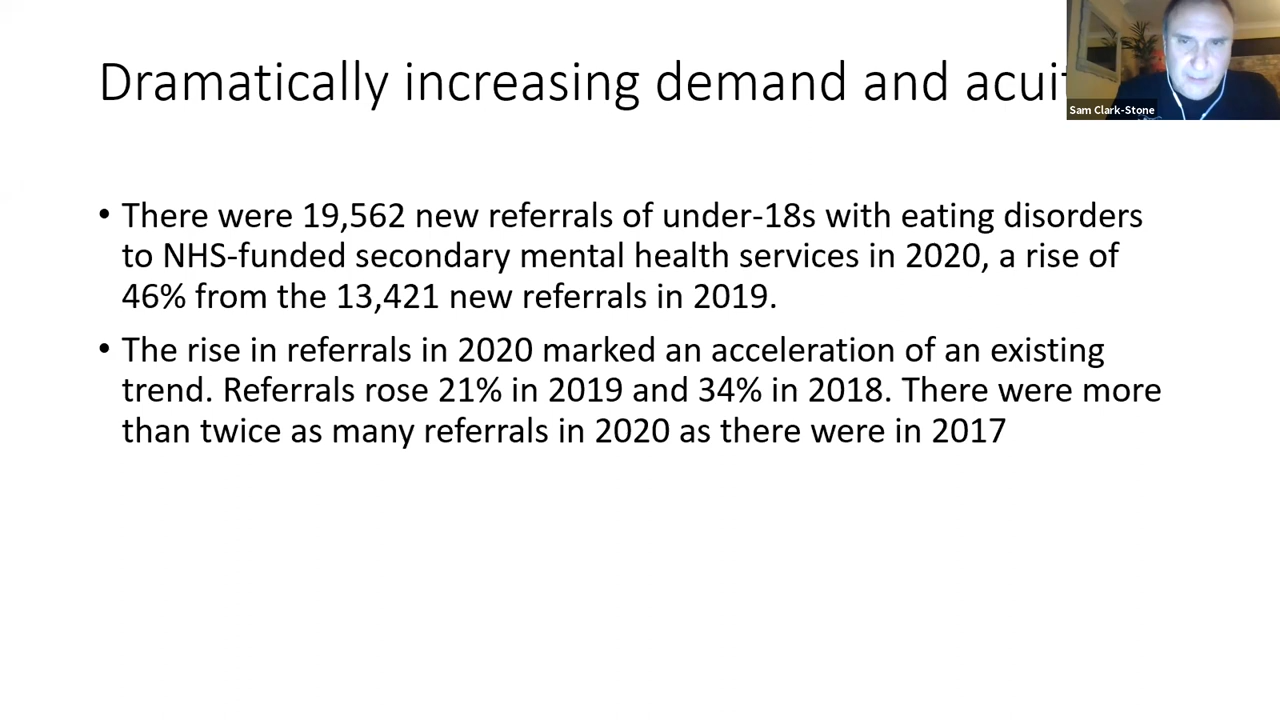 Dramatically increasing demand and
Sam Clark-Stone
• There were 19,562 new referrals of under-18s with eating disorders
to NHS-funded secondary mental health services in 2020, a rise of
46% from the 13,421 new referrals in 2019.
• The rise in referrals in 2020 marked an acceleration of an existing
trend. Referrals rose 21% in 2019 and 34% in 2018. There were more
than twice as many referrals in 2020 as there were in 2017